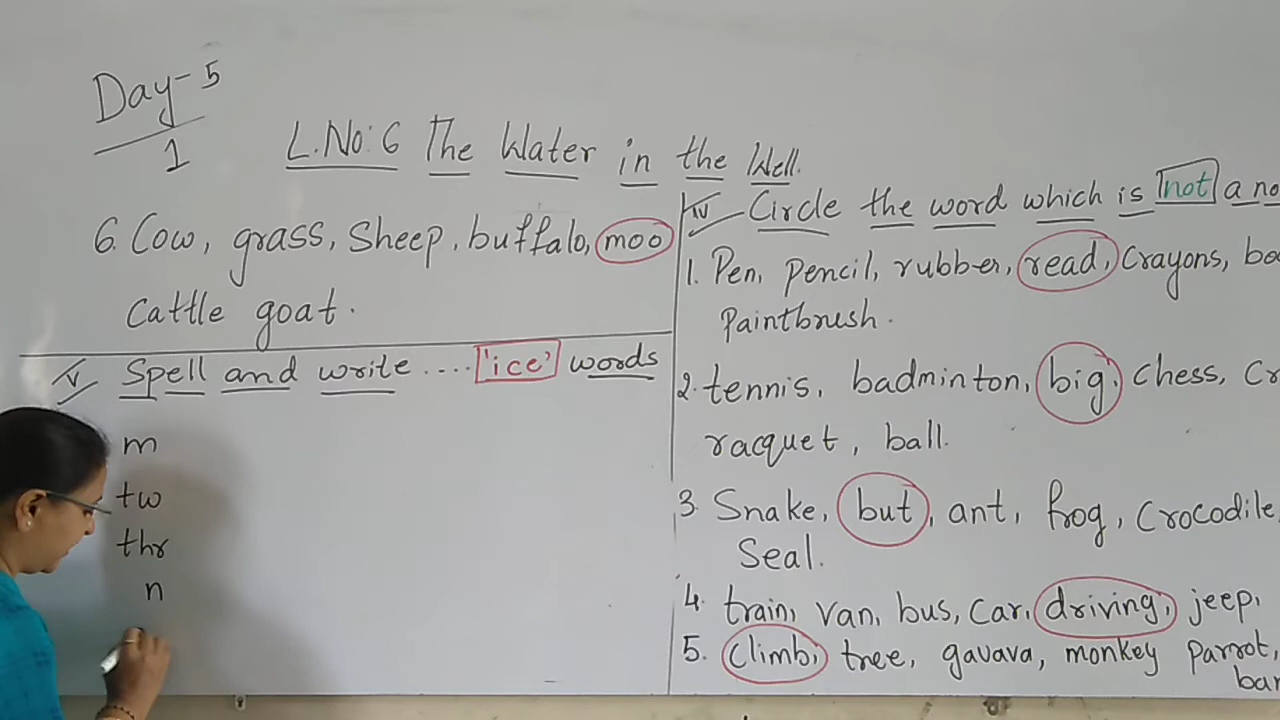 Day-5
1
L.No:6 The Water in the Well.
6. Cow, grass, Sheep, buffalo, moo
Cattle goat.
V Spell and write .... 'ice' words
m
tw
thr
n
IV Circle the word which is not a no
1. Pen, pencil, rubber, read, Crayons, bo
Paintbrush.
2. tennis, badminton, big, Chess, Cr
racquet, ball.
3. Snake, but, ant, frog, Crocodile,
Seal.
4. train, van, bus, Car, driving, jeep,
5. Climb, tree, gavava, monkey Parrot,
bar